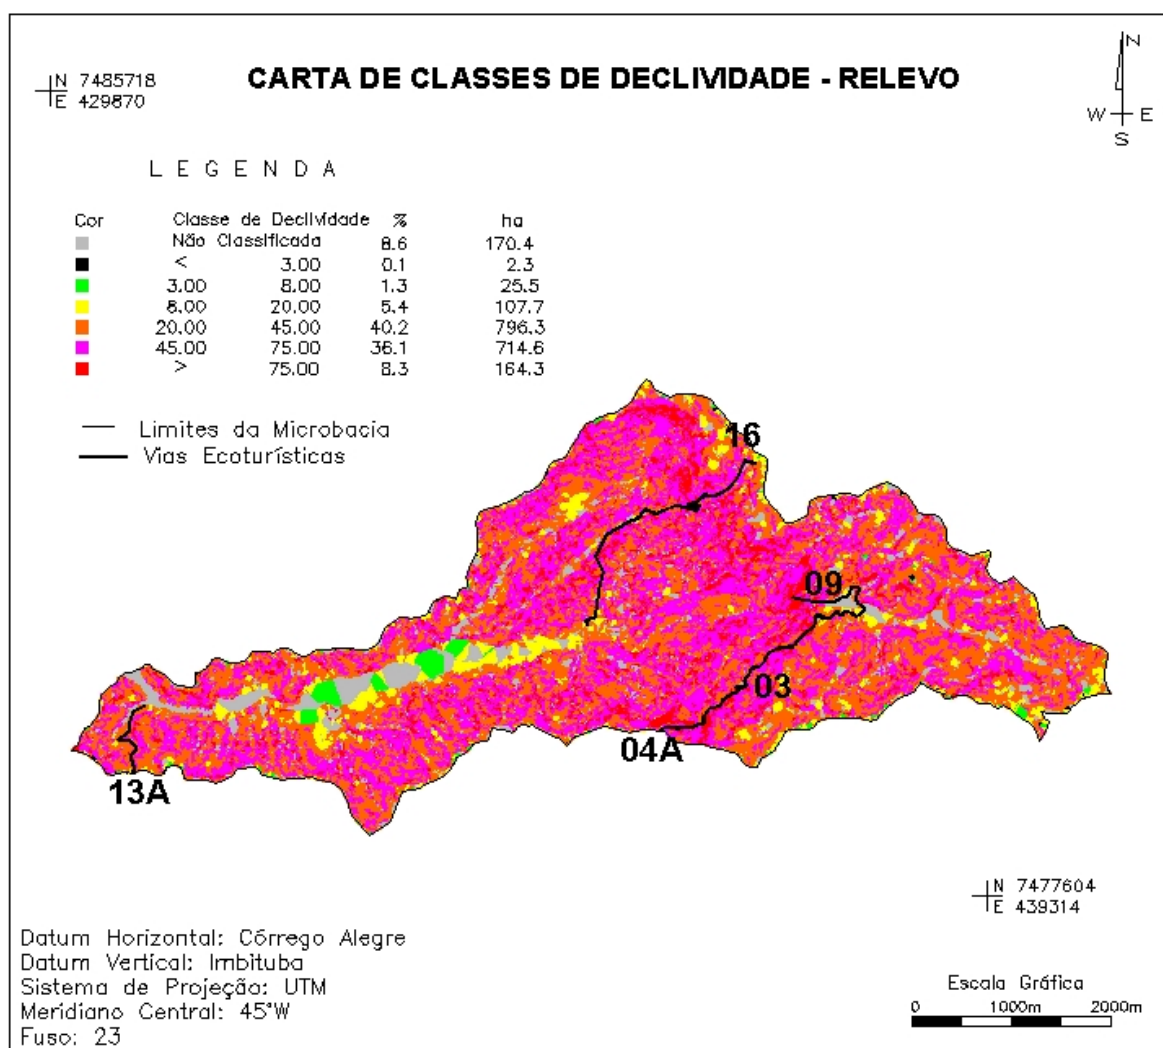 N 7485718
E 429870
CARTA DE CLASSES DE DECLIVIDADE - RELEVO
N
W E
S
L E G E N D A
Cor Classe de Declividade % ha
Não Classificada 8.6 170.4
< 3.00 0.1 2.3
3.00 8.00 1.3 25.5
8.00 20.00 5.4 107.7
20.00 45.00 40.2 796.3
45.00 75.00 36.1 714.6
> 75.00 8.3 164.3
Limites da Microbacia
Vias Ecoturísticas
16
09
03
04A
13A
N 7477604
E 439314
Datum Horizontal: Córrego Alegre
Datum Vertical: Imbituba
Sistema de Projeção: UTM
Meridiano Central: 45°W
Fuso: 23
Escala Gráfica
0 1000m 2000m